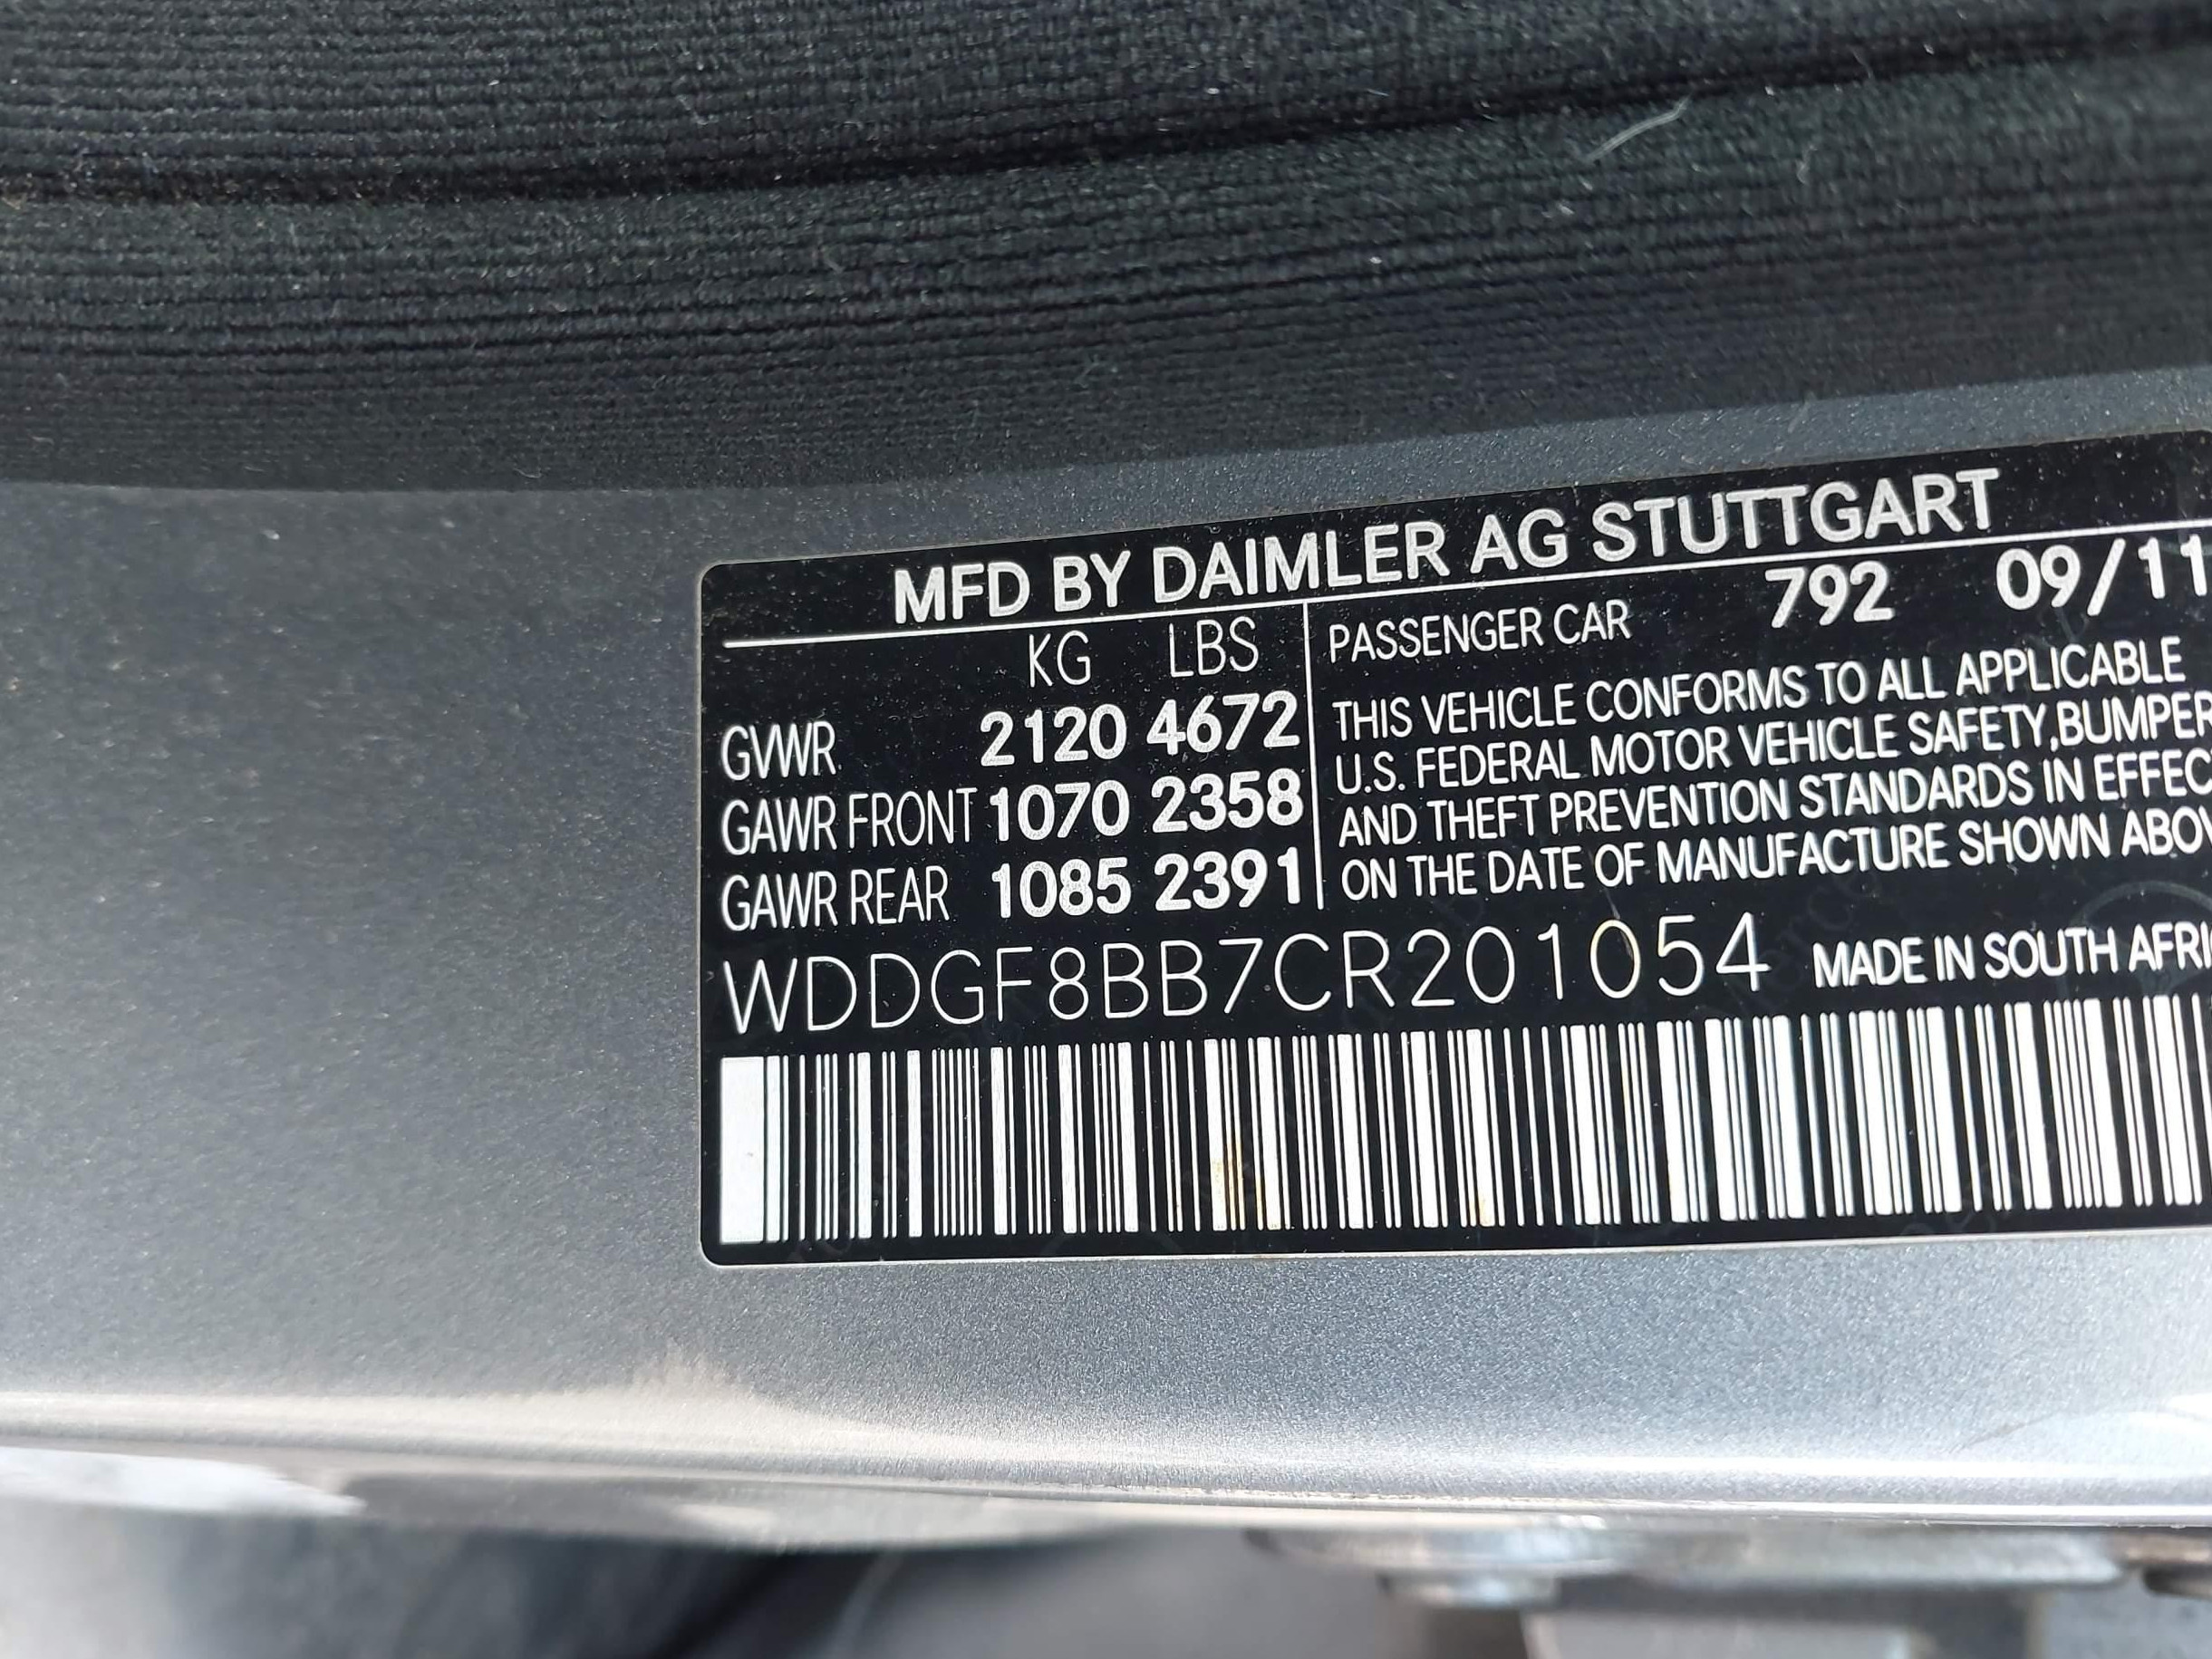 MFD BY DAIMLER AG STUTTGART
KG LBS
GVWR 2120 4672
GAWR FRONT 1070 2358
GAWR REAR 1085 2391
PASSENGER CAR 792 09/11
THIS VEHICLE CONFORMS TO ALL APPLICABLE
U.S. FEDERAL MOTOR VEHICLE SAFETY, BUMPER
AND THEFT PREVENTION STANDARDS IN EFFEC
ON THE DATE OF MANUFACTURE SHOWN ABOV
WDDGF8BB7CR201054 MADE IN SOUTH AFRI